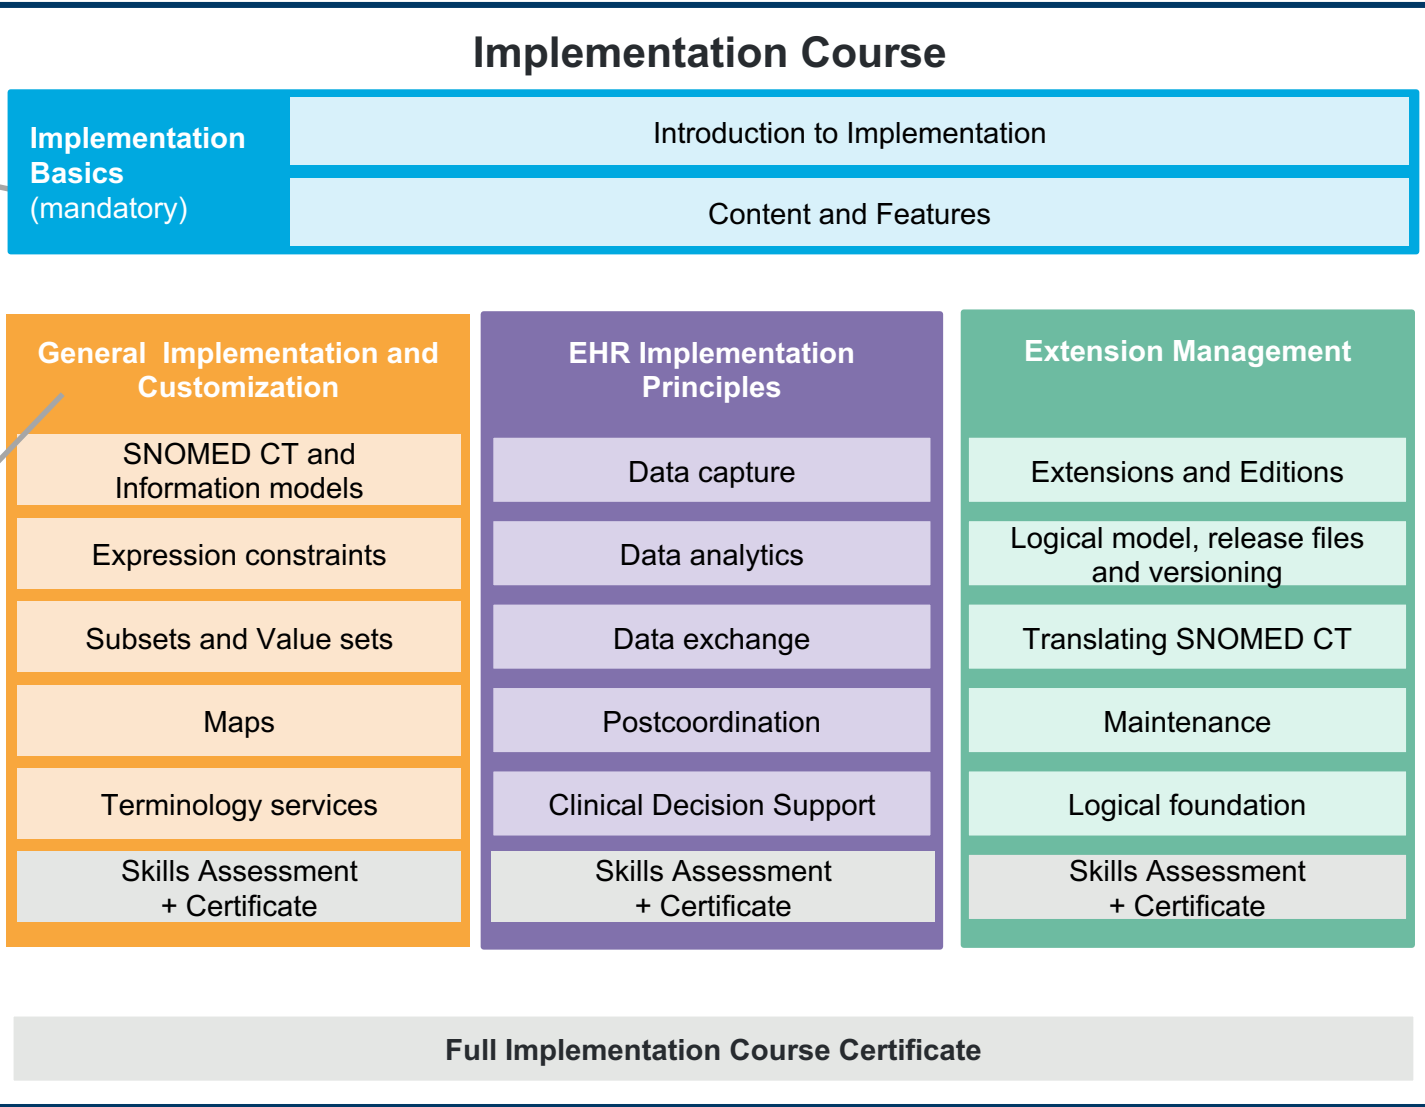 Implementation Course
Implementation
Basics
(mandatory)
Introduction to Implementation
Content and Features
General  Implementation and
Customization
SNOMED CT and
Information models
Expression constraints
Subsets and Value sets
Maps
Terminology services
Skills Assessment
+ Certificate
EHR Implementation
Principles
Data capture
Data analytics
Data exchange
Postcoordination
Clinical Decision Support
Skills Assessment
+ Certificate
Extension Management
Extensions and Editions
Logical model, release files
and versioning
Translating SNOMED CT
Maintenance
Logical foundation
Skills Assessment
+ Certificate
Full Implementation Course Certificate